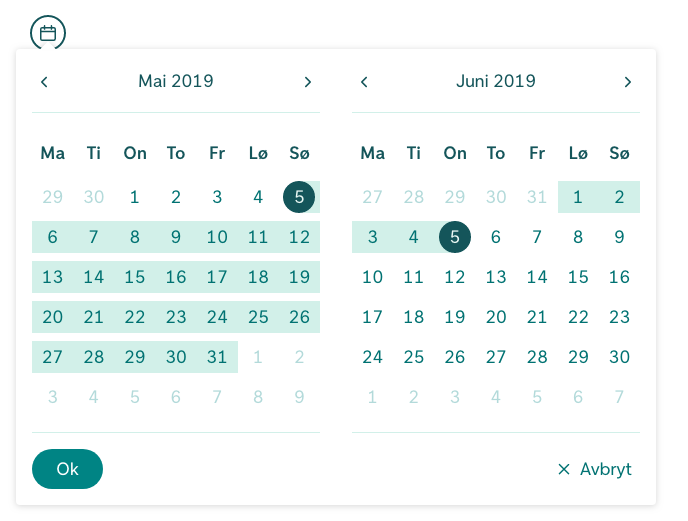 Mai 2019
Ma Ti On To Fr Lø Sø
29 30 1 2 3 4 5
6 7 8 9 10 11 12
13 14 15 16 17 18 19
20 21 22 23 24 25 26
27 28 29 30 31 1 2
3 4 5 6 7 8 9
Juni 2019
Ma Ti On To Fr Lø Sø
27 28 29 30 31 1 2
3 4 5 6 7 8 9
10 11 12 13 14 15 16
17 18 19 20 21 22 23
24 25 26 27 28 29 30
1 2 3 4 5 6 7
Ok
Avbryt